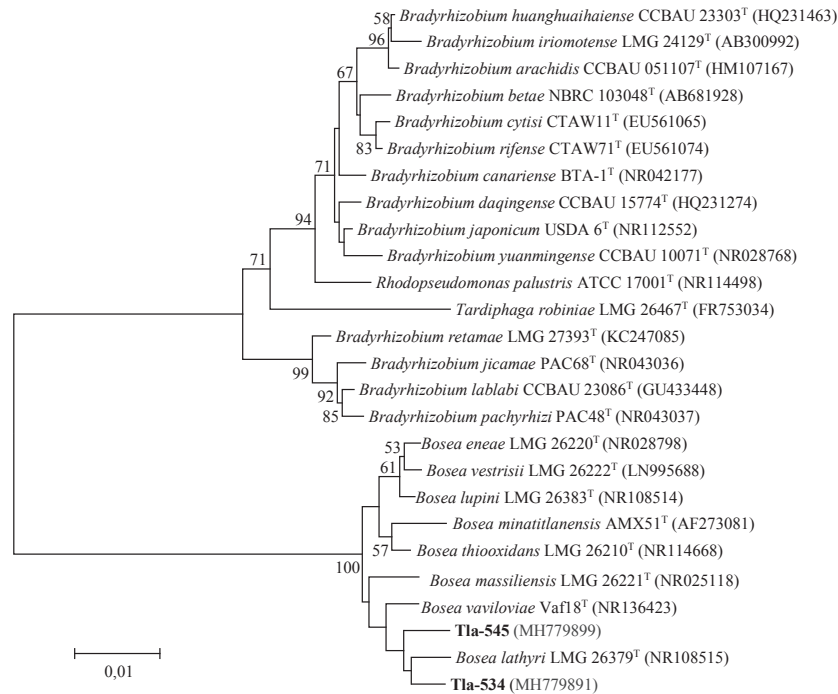 58
Bradyrhizobium huanghuaihaiense CCBAU 23303T (HQ231463)
Bradyrhizobium iriomotense LMG 24129T (AB300992)
96
Bradyrhizobium arachidis CCBAU 051107T (HM107167)
67
Bradyrhizobium betae NBRC 103048T (AB681928)
Bradyrhizobium cytisi CTAW11T (EU561065)
83
Bradyrhizobium rifense CTAW71T (EU561074)
71
Bradyrhizobium canariense BTA-1T (NR042177)
Bradyrhizobium daqingense CCBAU 15774T (HQ231274)
94
Bradyrhizobium japonicum USDA 6T (NR112552)
Bradyrhizobium yuanmingense CCBAU 10071T (NR028768)
71
Rhodopseudomonas palustris ATCC 17001T (NR114498)
Tardiphaga robiniae LMG 26467T (FR753034)
Bradyrhizobium retamae LMG 27393T (KC247085)
99
Bradyrhizobium jicamae PAC68T (NR043036)
92
Bradyrhizobium lablabi CCBAU 23086T (GU433448)
85
Bradyrhizobium pachyrhizi PAC48T (NR043037)
53
Bosea eneae LMG 26220T (NR028798)
61
Bosea vestrisii LMG 26222T (LN995688)
Bosea lupini LMG 26383T (NR108514)
Bosea minatitlanensis AMX51T (AF273081)
57
Bosea thiooxidans LMG 26210T (NR114668)
100
Bosea massiliensis LMG 26221T (NR025118)
Bosea vaviloviae Vaf18T (NR136423)
Tla-545 (MH779899)
Bosea lathyri LMG 26379T (NR108515)
Tla-534 (MH779891)
0,01